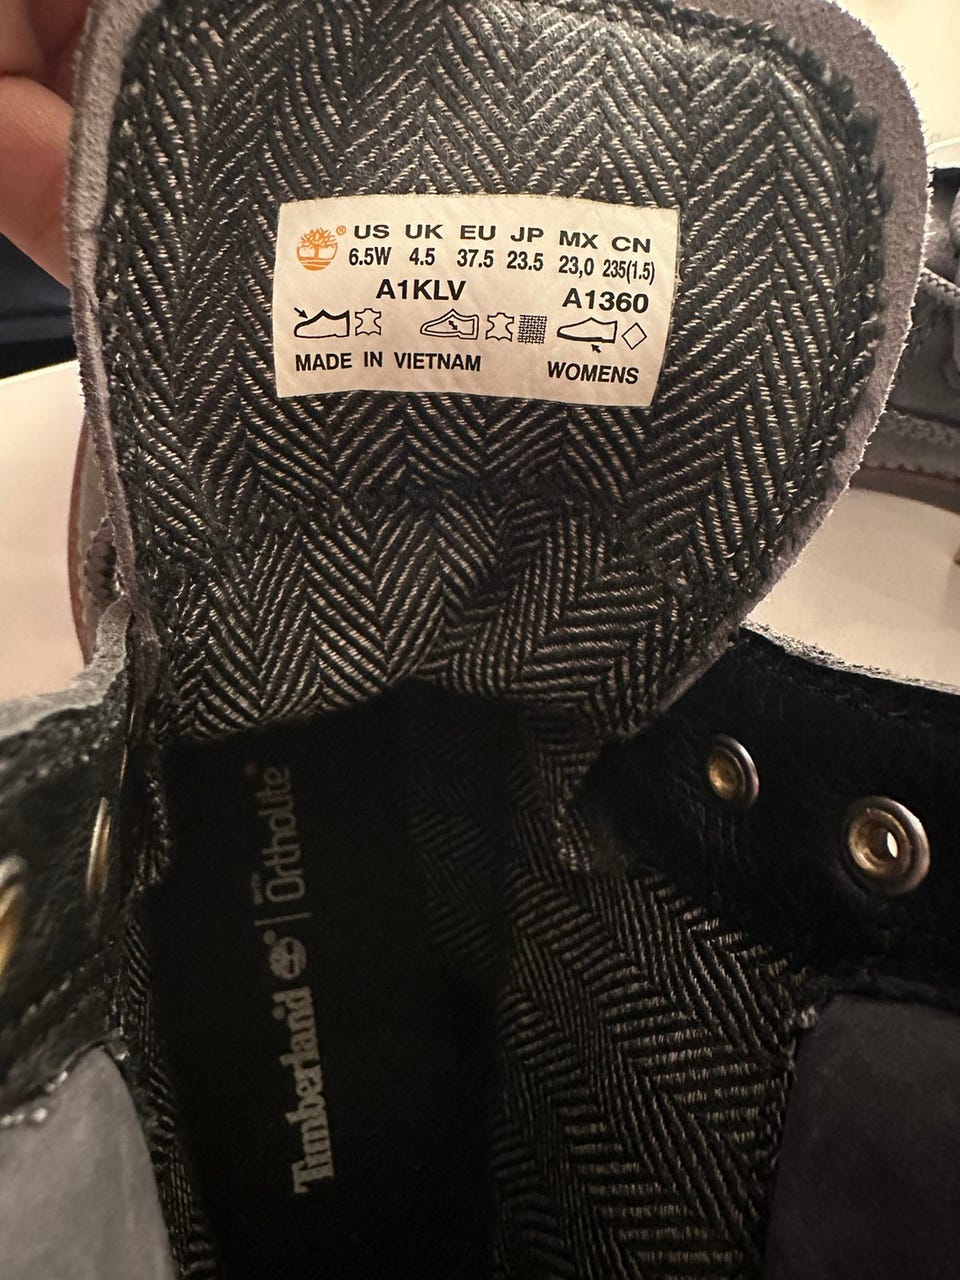 US UK EU JP MX CN
6.5W 4.5 37.5 23.5 23,0 235(1.5)
A1KLV A1360
MADE IN VIETNAM WOMENS
Timberland | Ortholite